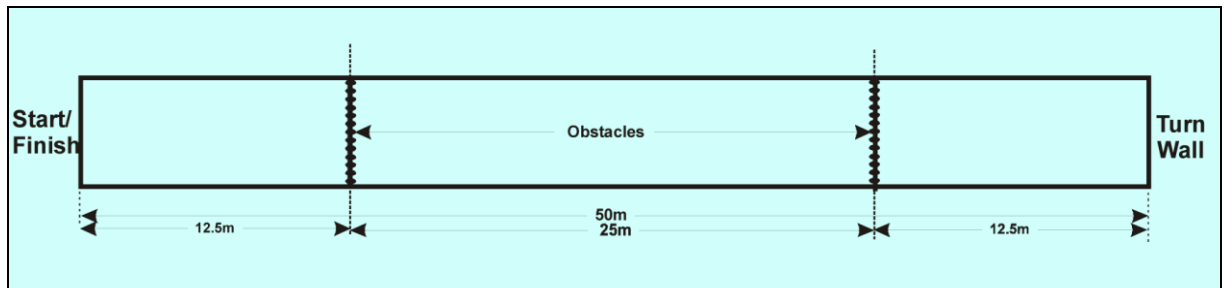 Start/
Finish
Obstacles
Turn
Wall
50m
12.5m
25m
12.5m